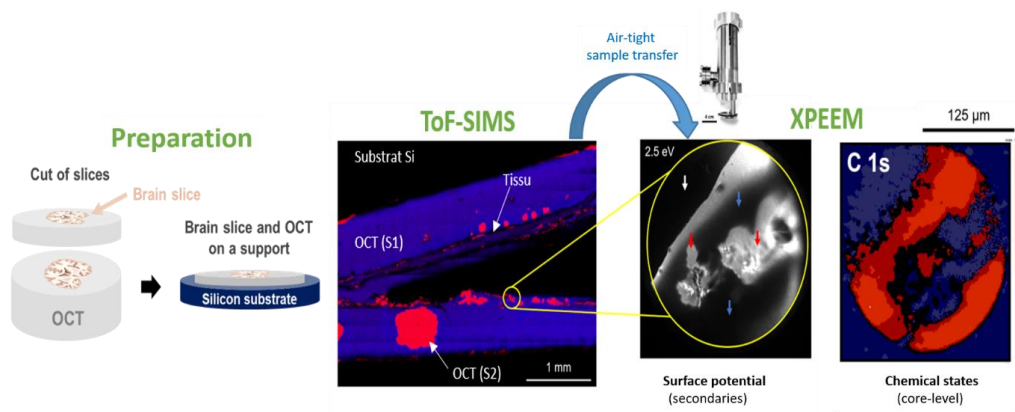 Preparation
Cut of slices
Brain slice
OCT
Brain slice and OCT
on a support
Silicon substrate
ToF-SIMS
Substrat Si
Tissu
OCT (S1)
OCT (S2)
1 mm
Air-tight
sample transfer
4 cm
XPEEM
2.5 eV
Surface potential
(secondaries)
125 µm
C 1s
Chemical states
(core-level)